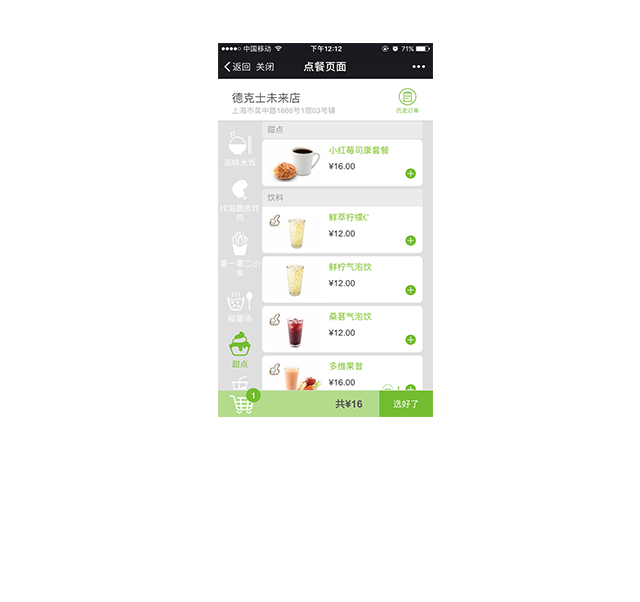 中国移动 下午12:12 71%
返回 关闭 点餐页面
德克士未来店
上海市吴中路1666号1层03号铺
历史订单
甜点
滋味米饭
小红莓司康套餐
¥16.00
饮料
咔滋脆皮炸
鸡
鲜萃柠檬C
¥12.00
薯一薯二小
食
鲜柠气泡饮
¥12.00
能量汤
桑葚气泡饮
¥12.00
甜点
多维果昔
¥16.00
1
1
共¥16
选好了